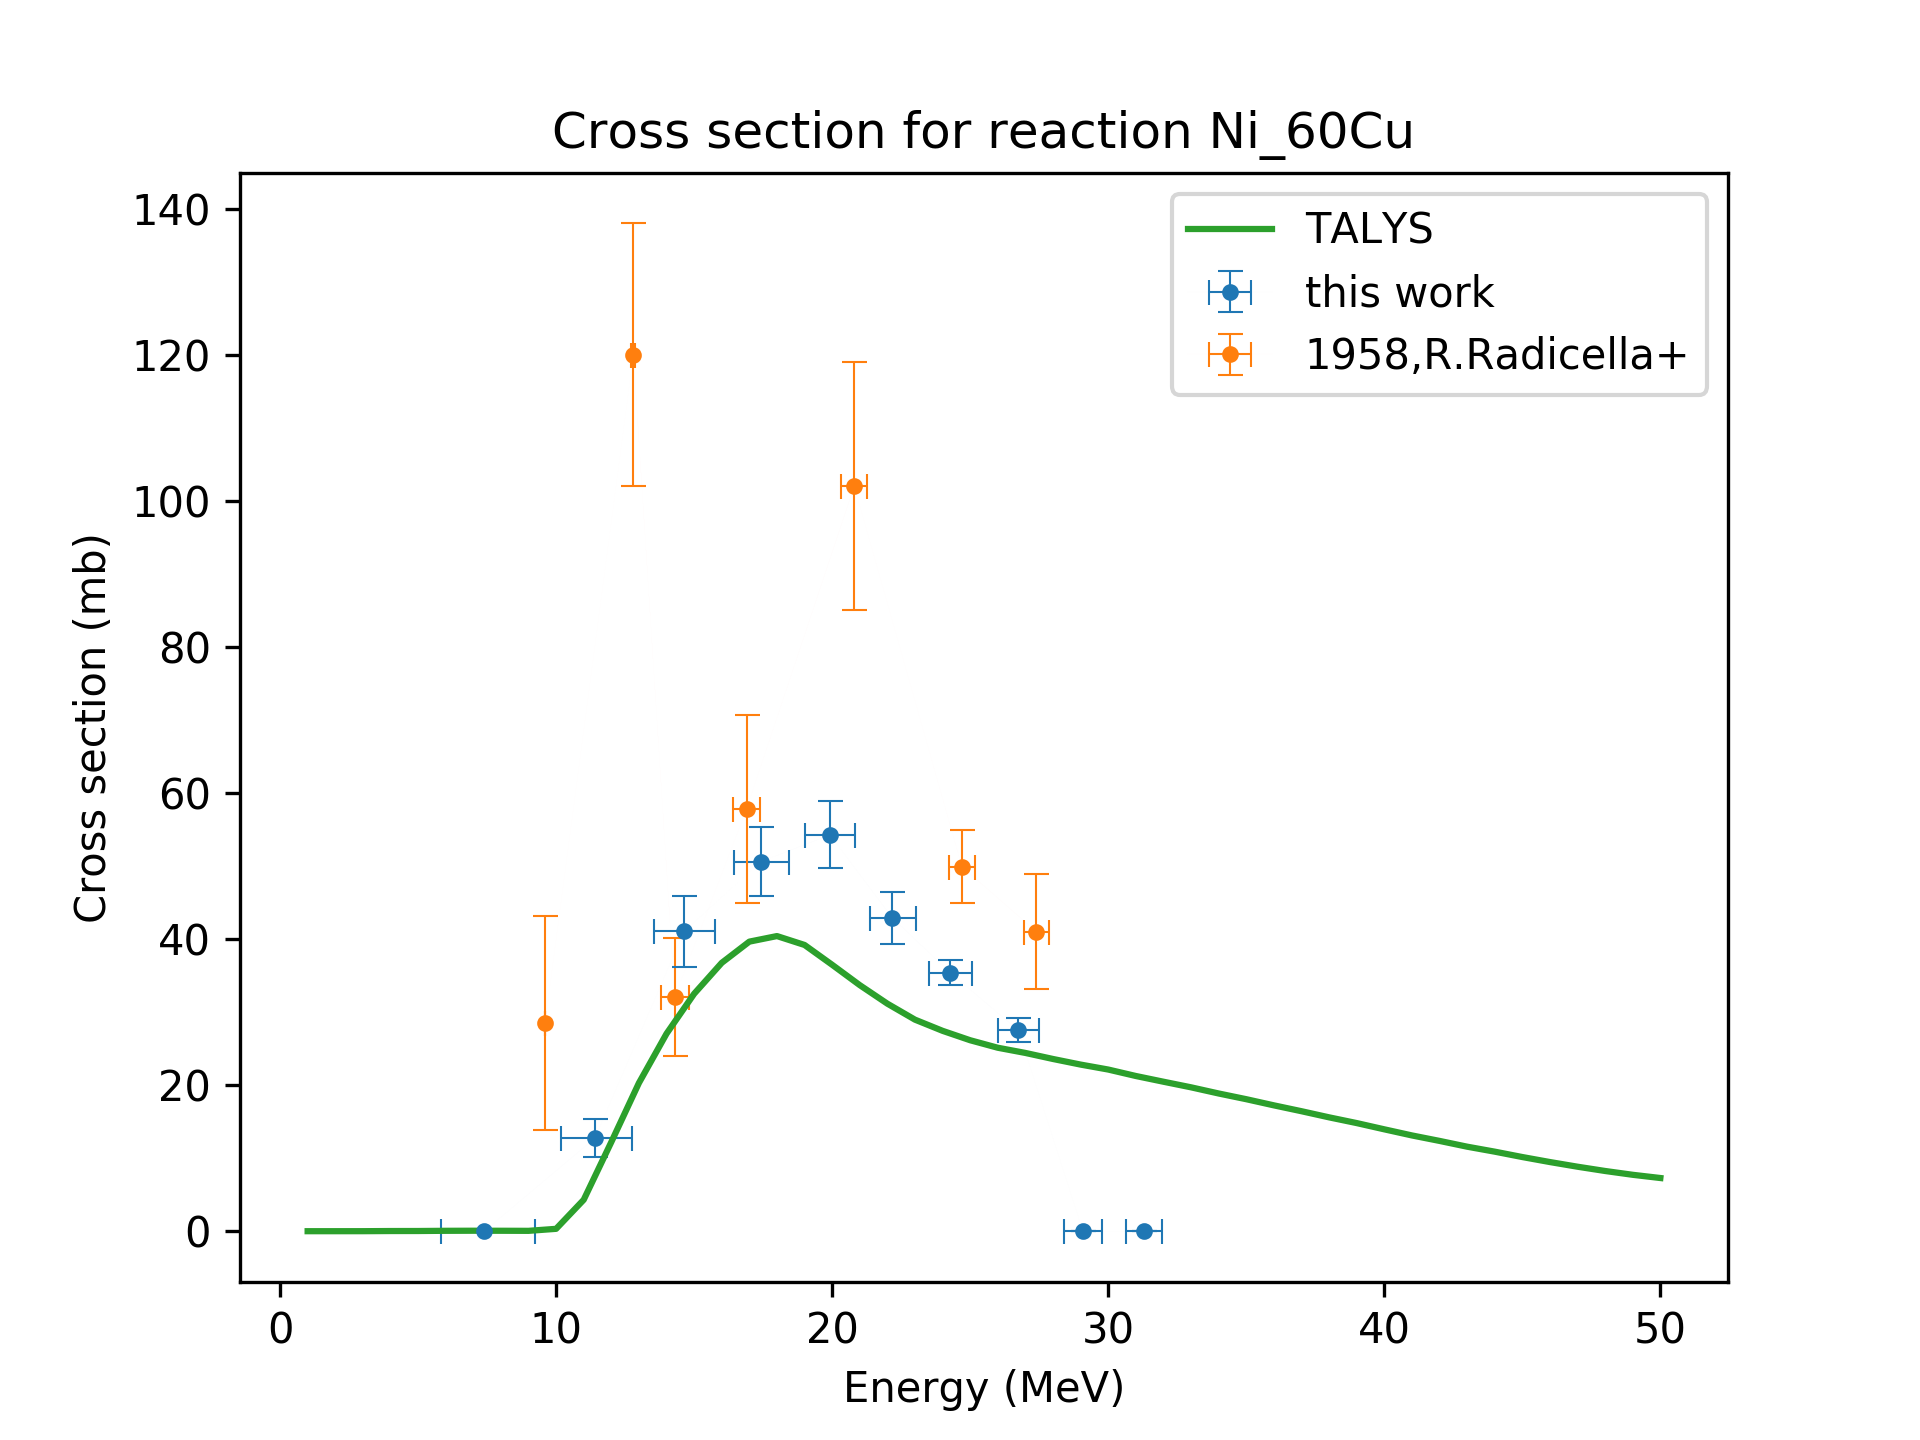 Cross section for reaction Ni_60Cu
TALYS
this work
1958,R.Radicella+
140
120
100
80
60
40
20
0
Cross section (mb)
0 10 20 30 40 50
Energy (MeV)